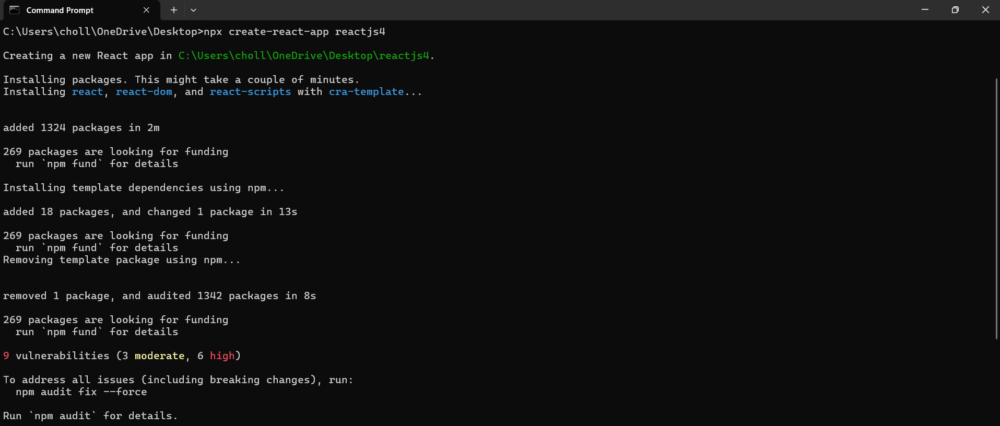 Command Prompt
C:\Users\choll\OneDrive\Desktop>npx create-react-app reactjs4
Creating a new React app in C:\Users\choll\OneDrive\Desktop\reactjs4.
Installing packages. This might take a couple of minutes.
Installing react, react-dom, and react-scripts with cra-template...
added 1324 packages in 2m
269 packages are looking for funding
  run `npm fund` for details
Installing template dependencies using npm...
added 18 packages, and changed 1 package in 13s
269 packages are looking for funding
  run `npm fund` for details
Removing template package using npm...
removed 1 package, and audited 1342 packages in 8s
269 packages are looking for funding
  run `npm fund` for details
9 vulnerabilities (3 moderate, 6 high)
To address all issues (including breaking changes), run:
  npm audit fix --force
Run `npm audit` for details.